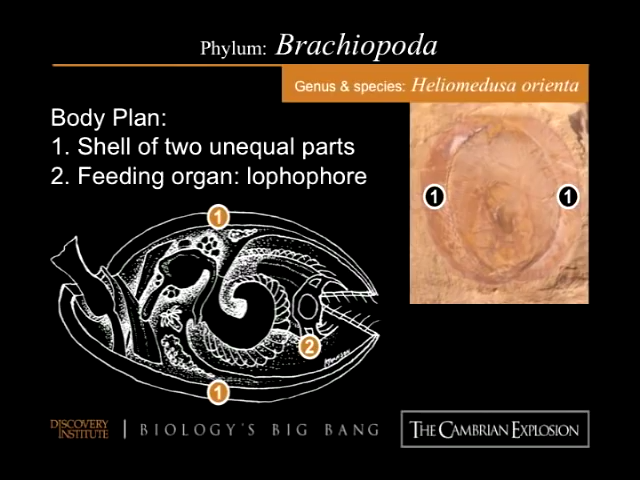 Phylum: Brachiopoda
Genus & species: Heliomedusa orienta
Body Plan:
1. Shell of two unequal parts
2. Feeding organ: lophophore
1
1
1
2
1
DISCOVERY
INSTITUTE
BIOLOGY'S BIG BANG
THE CAMBRIAN EXPLOSION